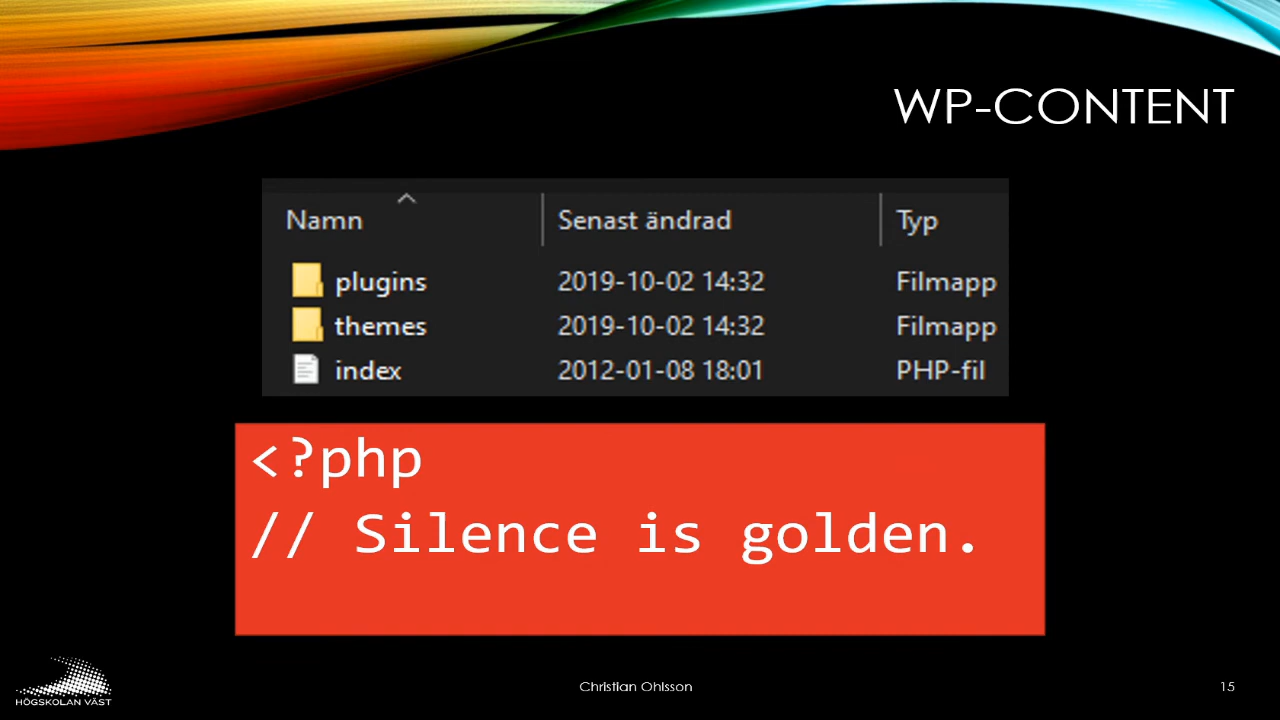 WP-CONTENT
Namn Senast ändrad Typ
plugins 2019-10-02 14:32 Filmapp
themes 2019-10-02 14:32 Filmapp
index 2012-01-08 18:01 PHP-fil
<?php
// Silence is golden.
HÖGSKOLAN VÄST
Christian Ohlsson
15